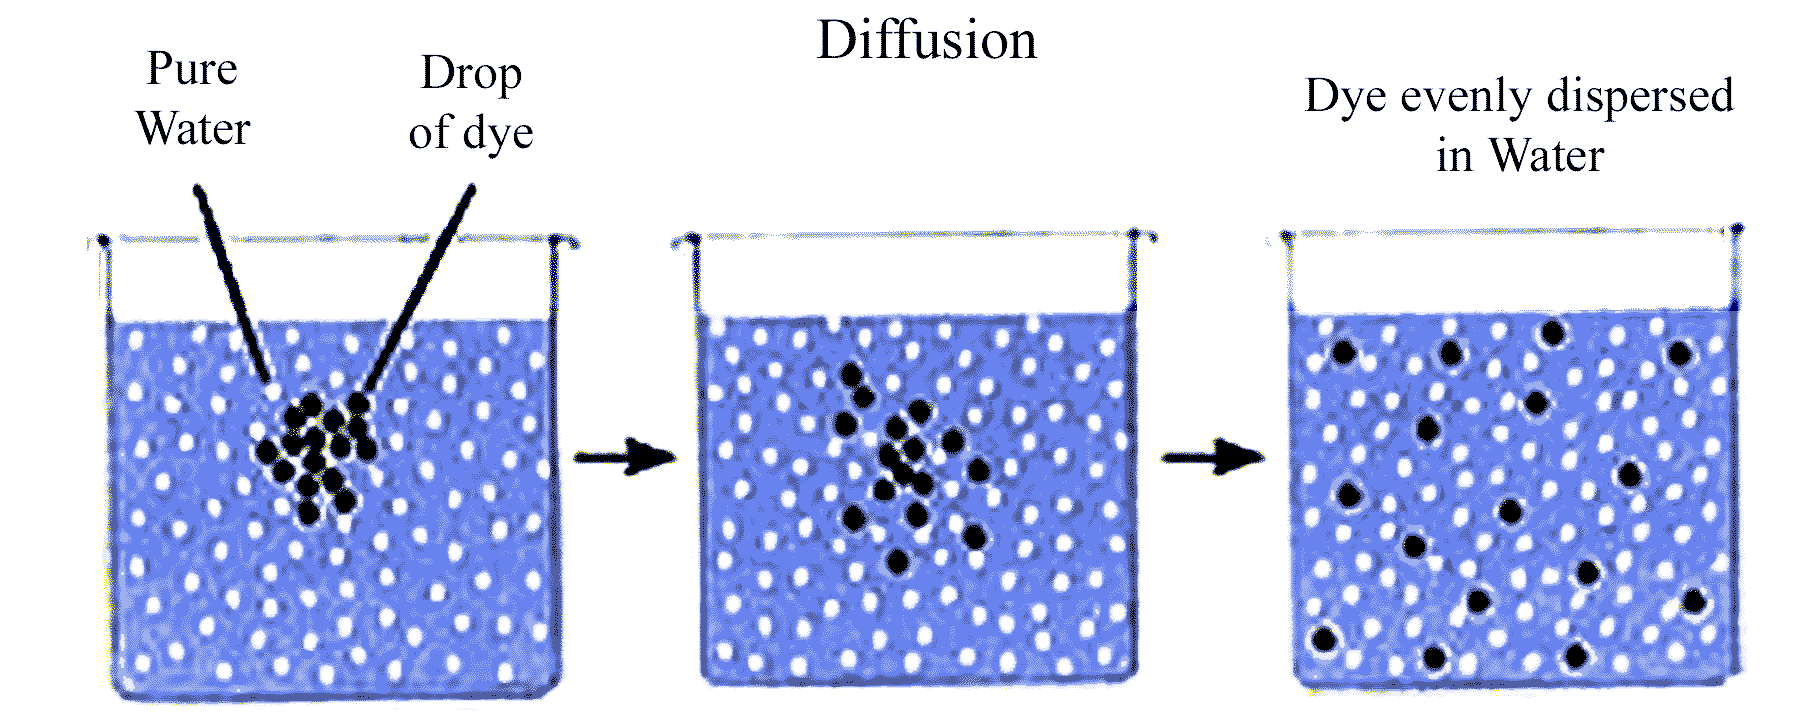 Diffusion
Pure
Water
Drop
of dye
Dye evenly dispersed
in Water